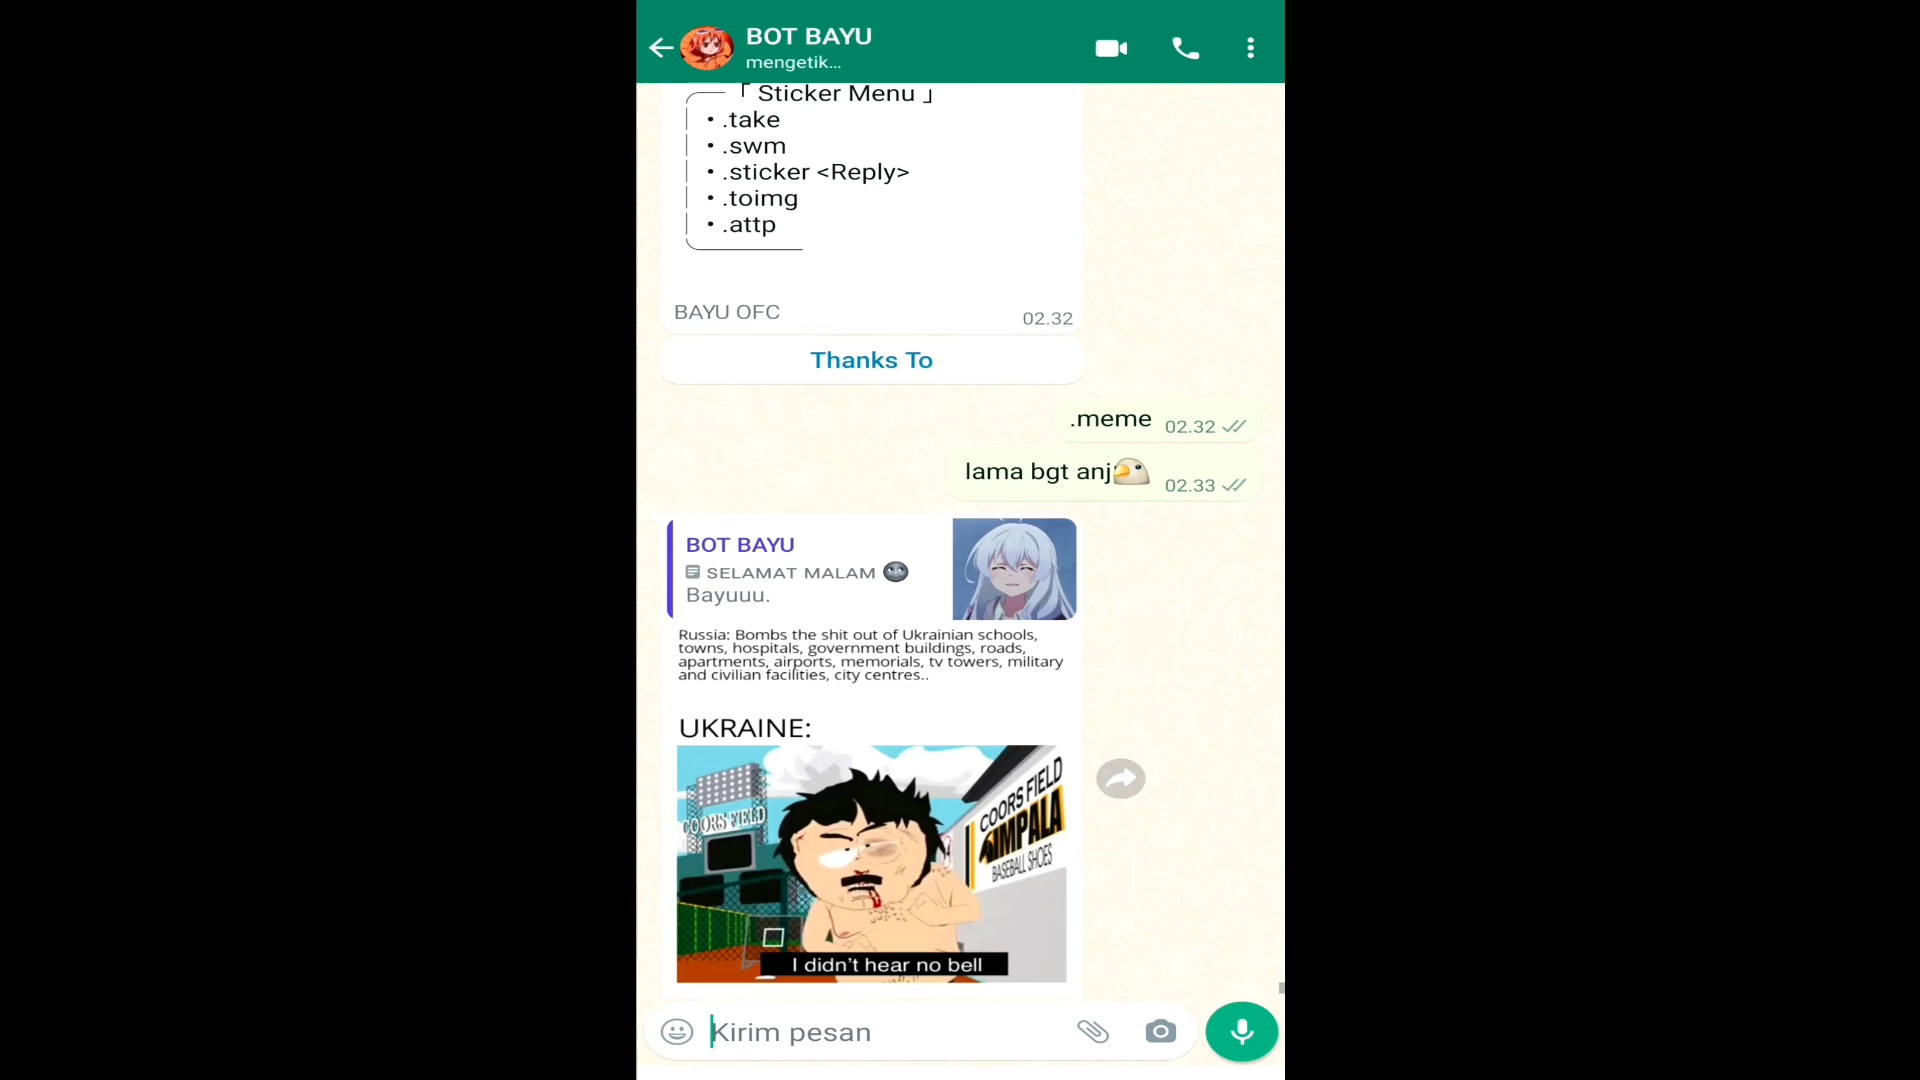 BOT BAYU
mengetik...
「 Sticker Menu 」
• .take
• .swm
• .sticker <Reply>
• .toimg
• .attp
BAYU OFC
02.32
Thanks To
.meme 02.32
lama bgt anj 02.33
BOT BAYU
SELAMAT MALAM 🌚
Bayuuu.
Russia: Bombs the shit out of Ukrainian schools,
towns, hospitals, government buildings, roads,
apartments, airports, memorials, tv towers, military
and civilian facilities, city centres..
UKRAINE:
COORS FIELD
COORS FIELD
IMPALA
BASEBALL SHOES
I didn't hear no bell
Kirim pesan